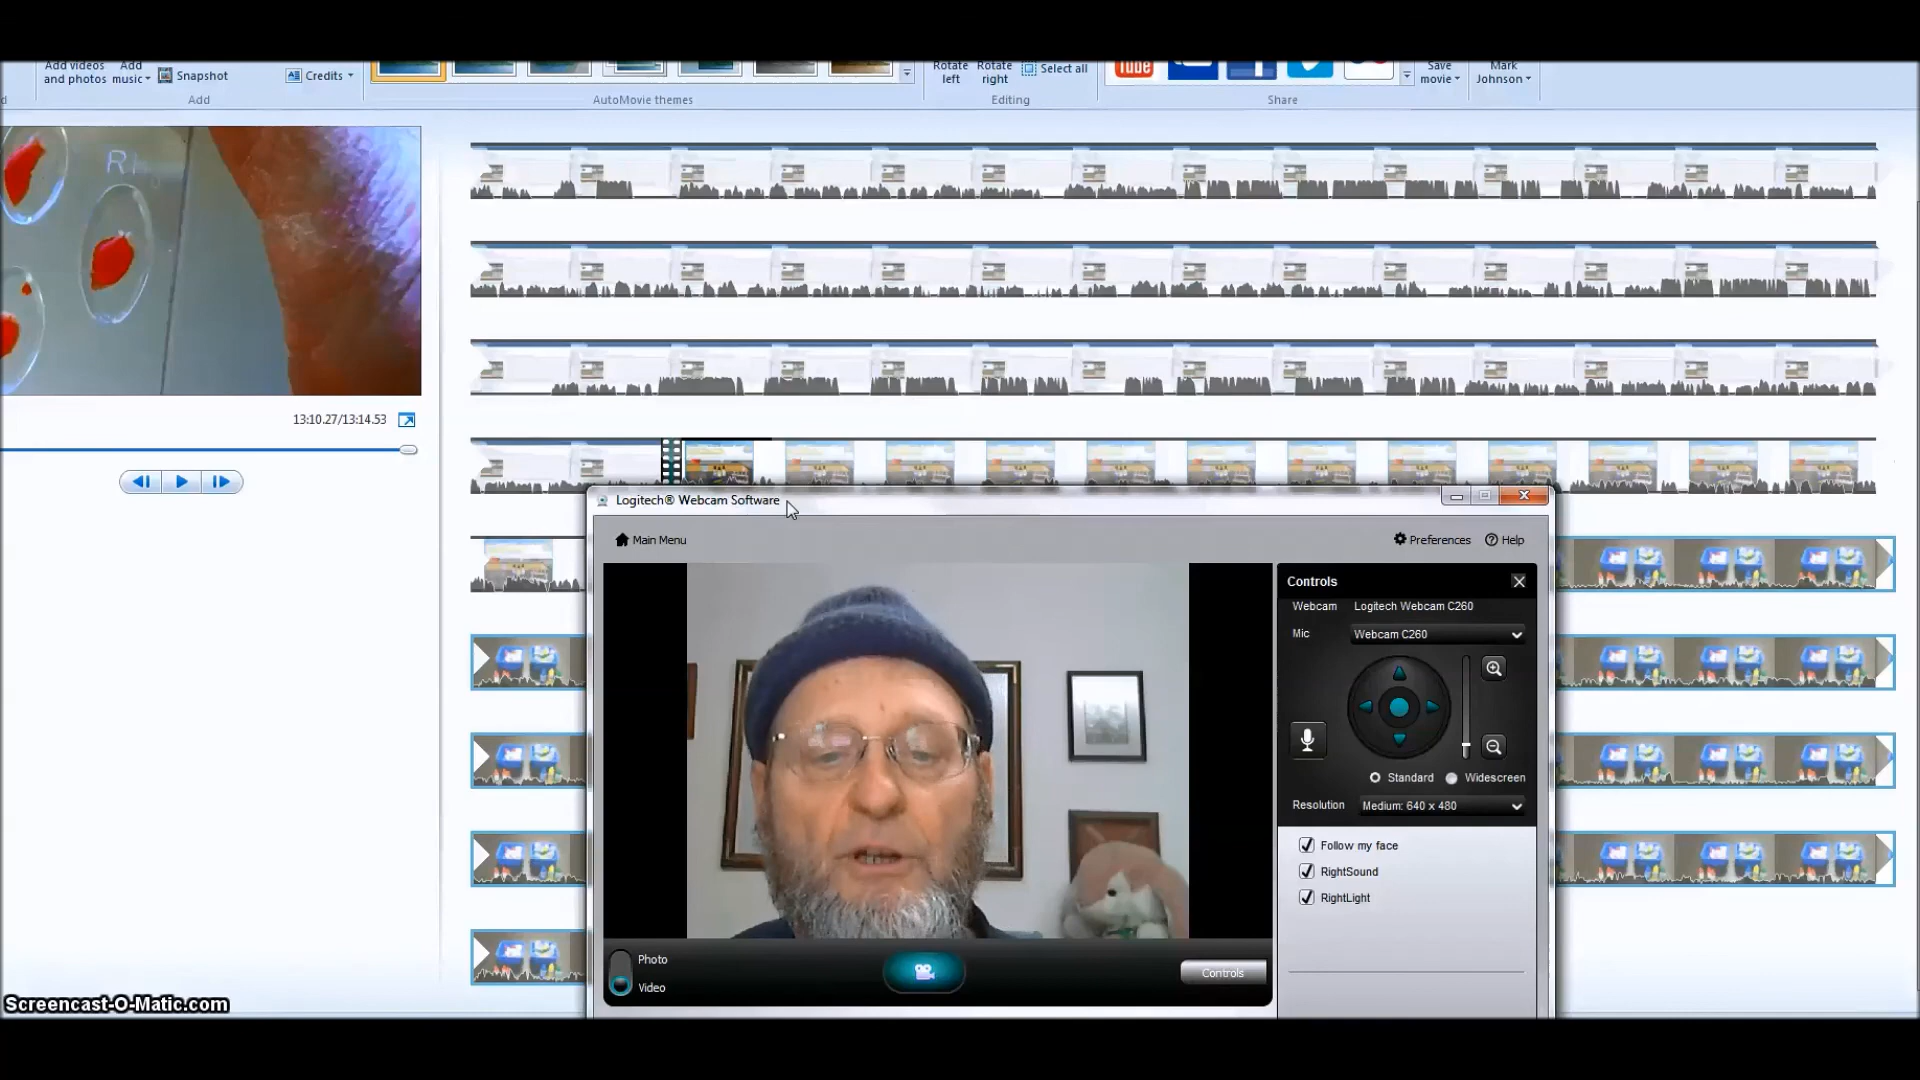 Add videos and photos
Add music
Snapshot
Credits
Rotate left
Rotate right
Select all
Tube
Save movie
Mark Johnson
d
Add
AutoMovie themes
Editing
Share
13:10.27/13:14.53
Logitech® Webcam Software
Main Menu
Preferences
Help
Controls
Webcam
Logitech Webcam C260
Mic
Webcam C260
Standard
Widescreen
Resolution
Medium: 640 x 480
Follow my face
RightSound
RightLight
Photo
Video
Controls
Screencast-O-Matic.com